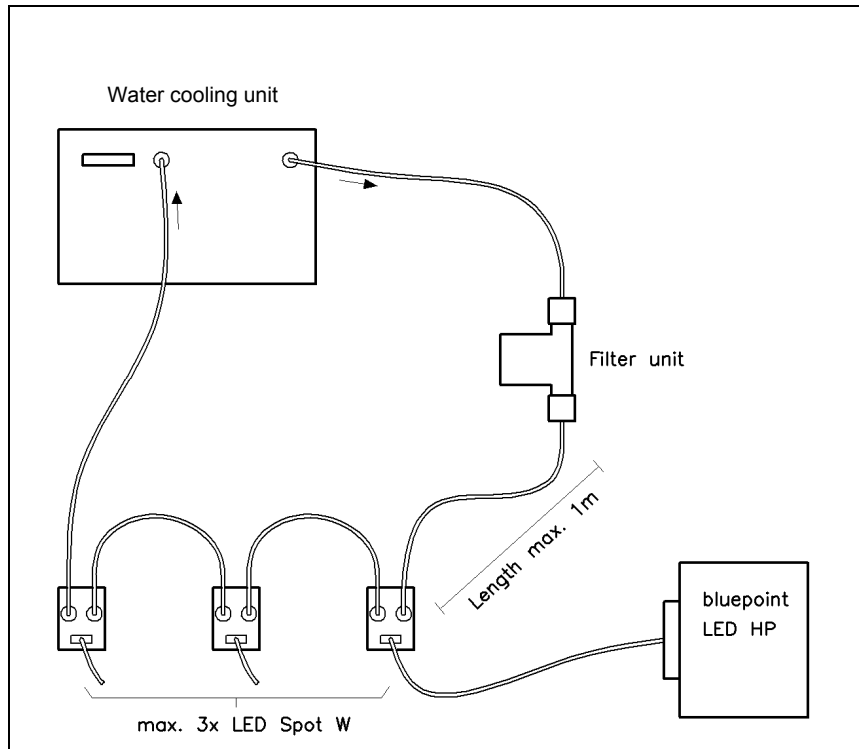 Water cooling unit
Filter unit
Length max. 1m
bluepoint
LED HP
max. 3x LED Spot W